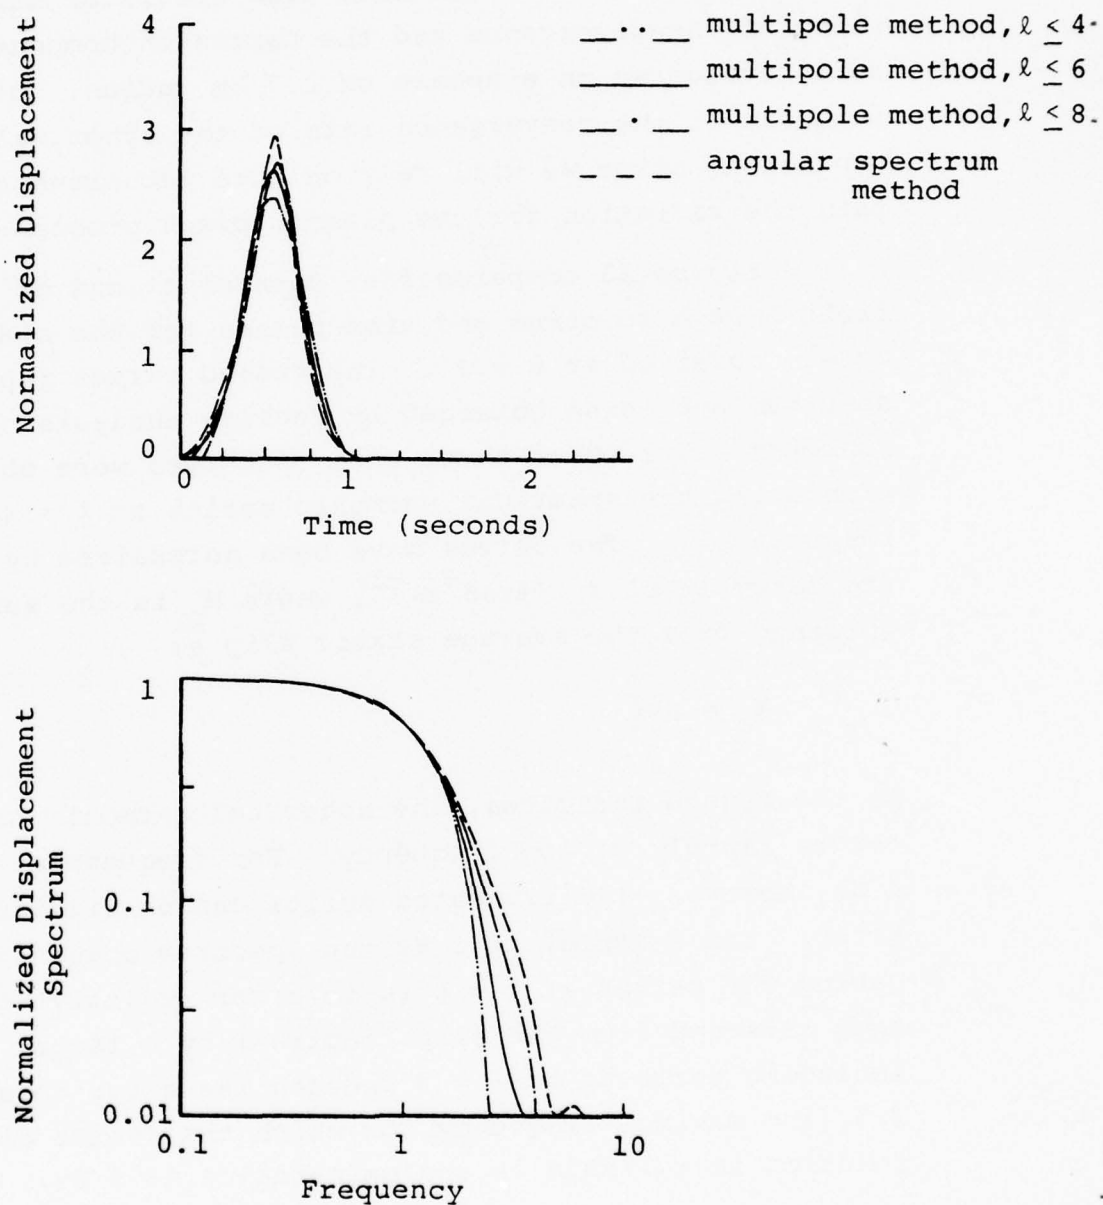 multipole method, ℓ ≤ 4
multipole method, ℓ ≤ 6
multipole method, ℓ ≤ 8
angular spectrum
method
Normalized Displacement
4
3
2
1
0
1
2
Time (seconds)
Normalized Displacement
Spectrum
1
0.1
0.01
0.1
1
10
Frequency